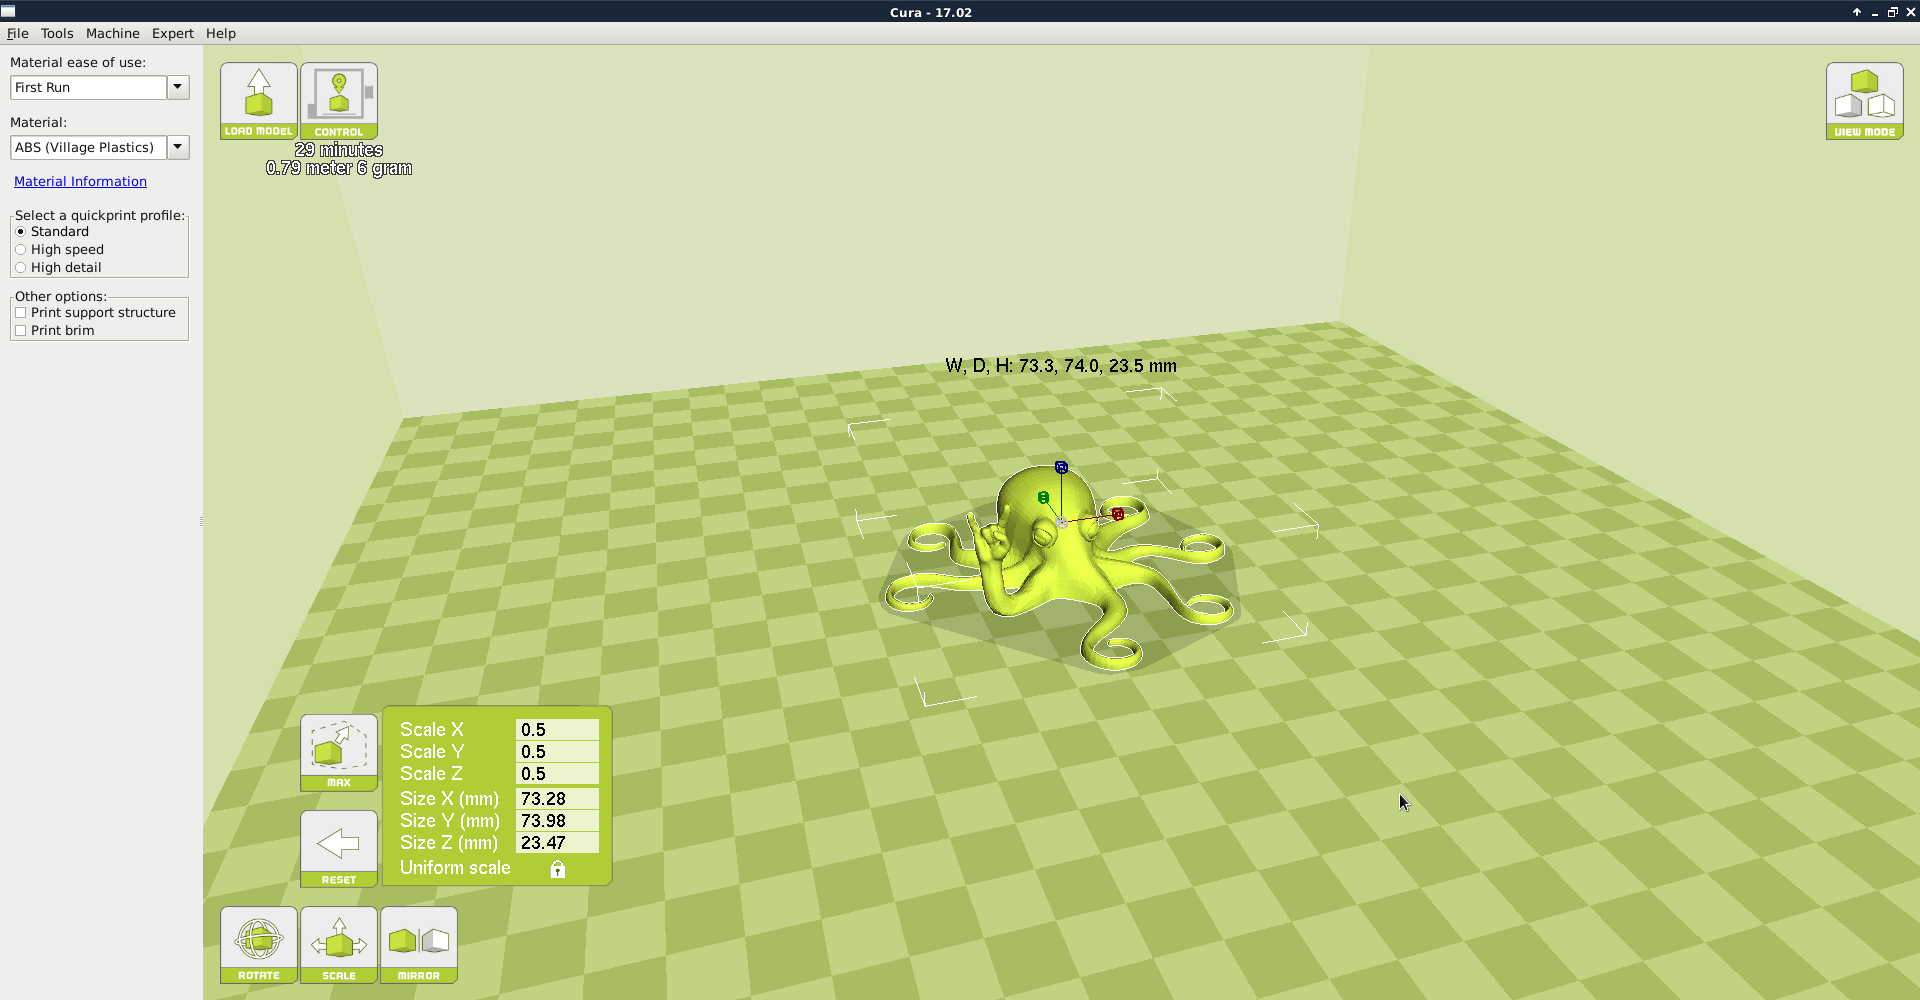 Cura - 17.02
File Tools Machine Expert Help
Material ease of use:
First Run
Material:
ABS (Village Plastics)
Material Information
Select a quickprint profile:
Standard
High speed
High detail
Other options:
Print support structure
Print brim
LOAD MODEL
CONTROL
29 minutes
0.79 meter 6 gram
VIEW MODE
W, D, H: 73.3, 74.0, 23.5 mm
MAX
Scale X 0.5
Scale Y 0.5
Scale Z 0.5
Size X (mm) 73.28
Size Y (mm) 73.98
Size Z (mm) 23.47
Uniform scale
RESET
ROTATE
SCALE
MIRROR